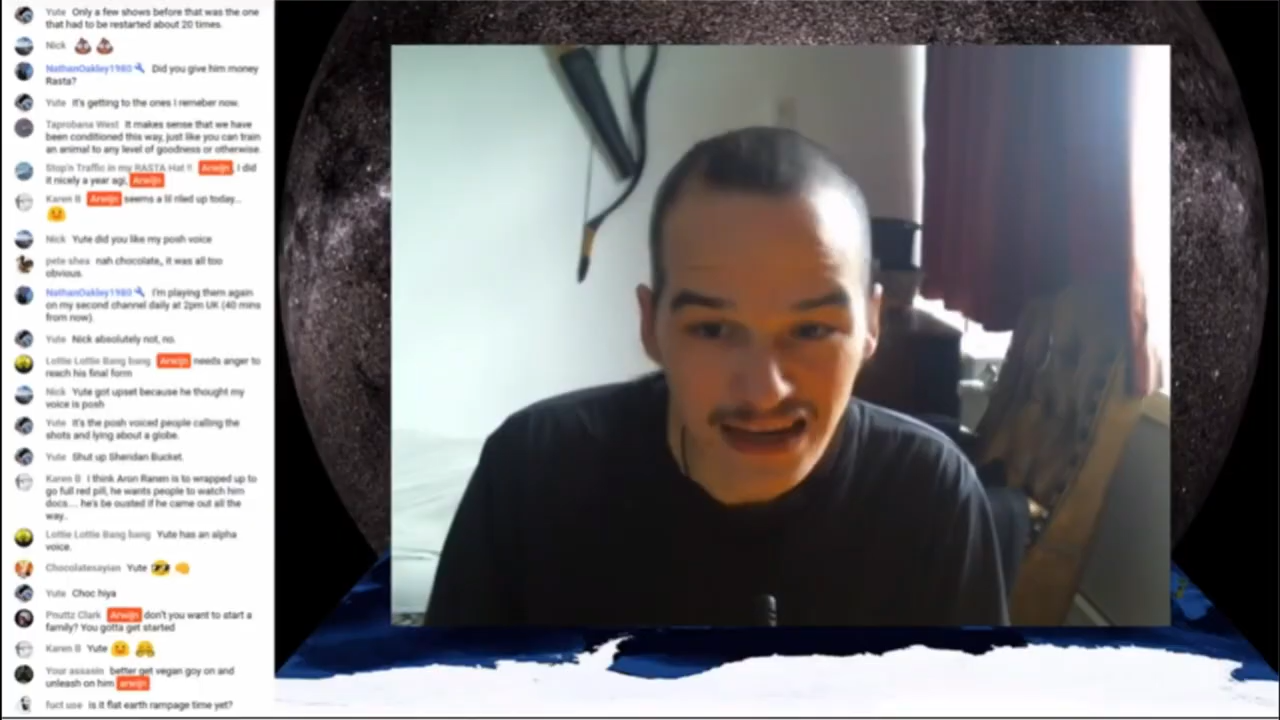 Yute Only a few shows before that was the one
that had to be restarted about 20 times.
Nick
NathanOakley1980 Did you give him money
Rasta?
Yute It's getting to the ones I remeber now.
Taprobana West It makes sense that we have
been conditioned this way, just like you can train
an animal to any level of goodness or otherwise.
Stop'n Traffic in my RASTA Hat !! Arwijn, I did
it nicely a year agi, Arwijn
Karen B Arwijn seems a lil riled up today...
Nick Yute did you like my posh voice
pete shea nah chocolate,, it was all too
obvious.
NathanOakley1980 I'm playing them again
on my second channel daily at 2pm UK (40 mins
from now).
Yute Nick absolutely not, no.
Lottie Lottie Bang bang Arwijn needs anger to
reach his final form
Nick Yute got upset because he thought my
voice is posh
Yute It's the posh voiced people calling the
shots and lying about a globe.
Yute Shut up Sheridan Bucket.
Karen B I think Aron Ranen is to wrapped up to
go full red pill, he wants people to watch him
docs.... he's be ousted if he came out all the
way..
Lottie Lottie Bang bang Yute has an alpha
voice.
Chocolatesayian Yute
Yute Choc hiya
Pnuttz Clark Arwijn don't you want to start a
family? You gotta get started
Karen B Yute
Your assasin better get vegan goy on and
unleash on him arwijn
fuct use is it flat earth rampage time yet?